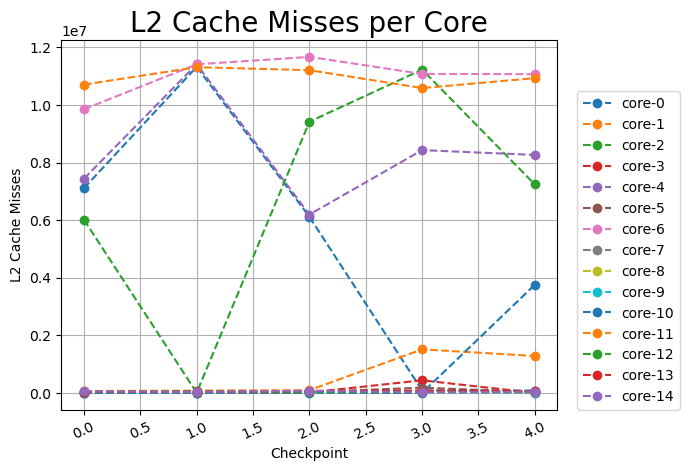 L2 Cache Misses per Core
1e7
1.2
1.0
0.8
0.6
0.4
0.2
0.0
L2 Cache Misses
0.0 0.5 1.0 1.5 2.0 2.5 3.0 3.5 4.0
Checkpoint
core-0
core-1
core-2
core-3
core-4
core-5
core-6
core-7
core-8
core-9
core-10
core-11
core-12
core-13
core-14